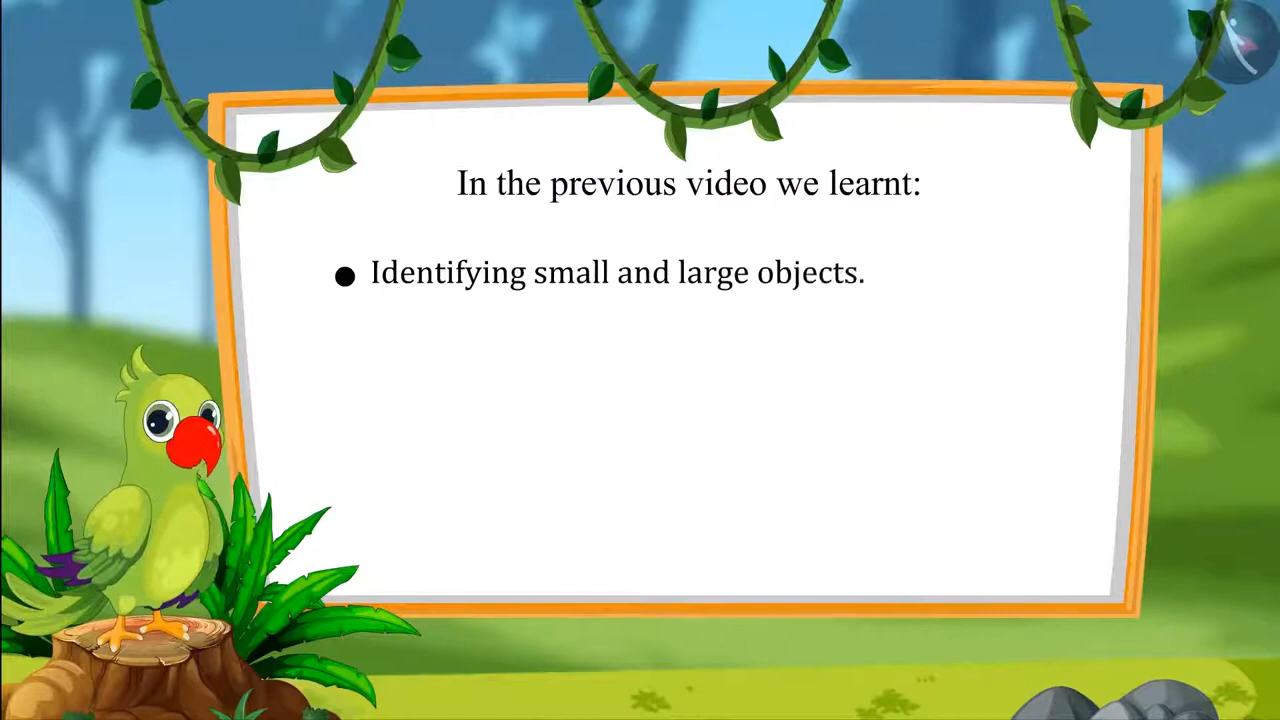 In the previous video we learnt:
● Identifying small and large objects.